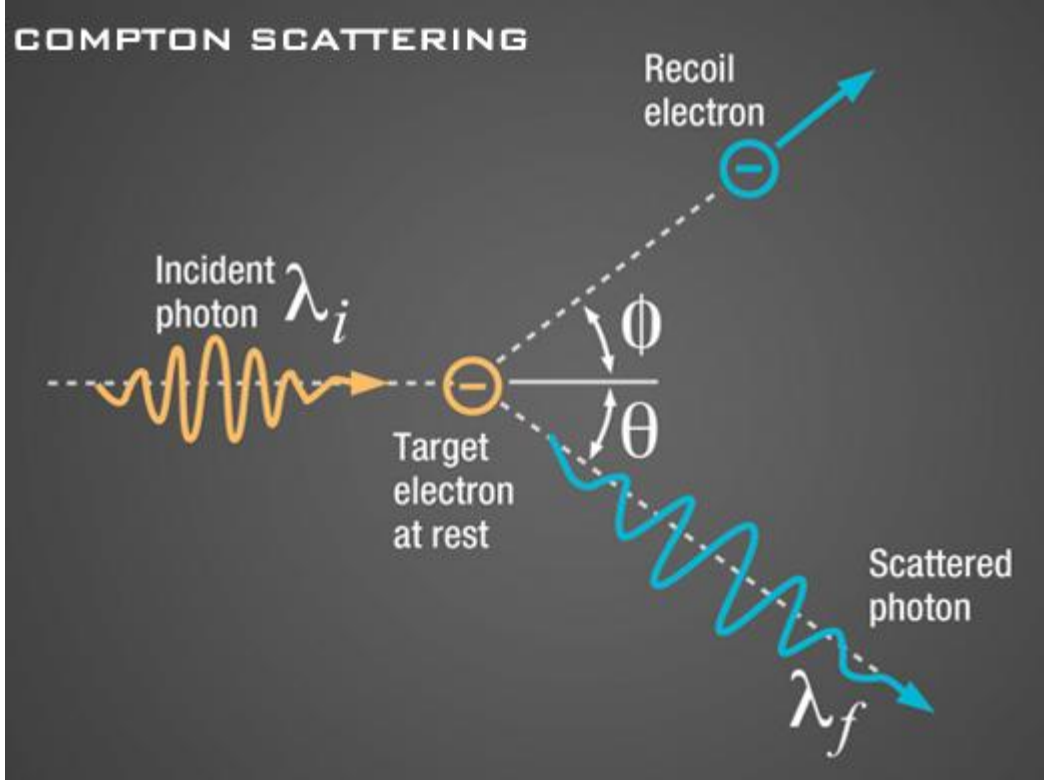 COMPTON SCATTERING
Recoil
electron
Incident
photon λi
ϕ
θ
Target
electron
at rest
Scattered
photon
λf